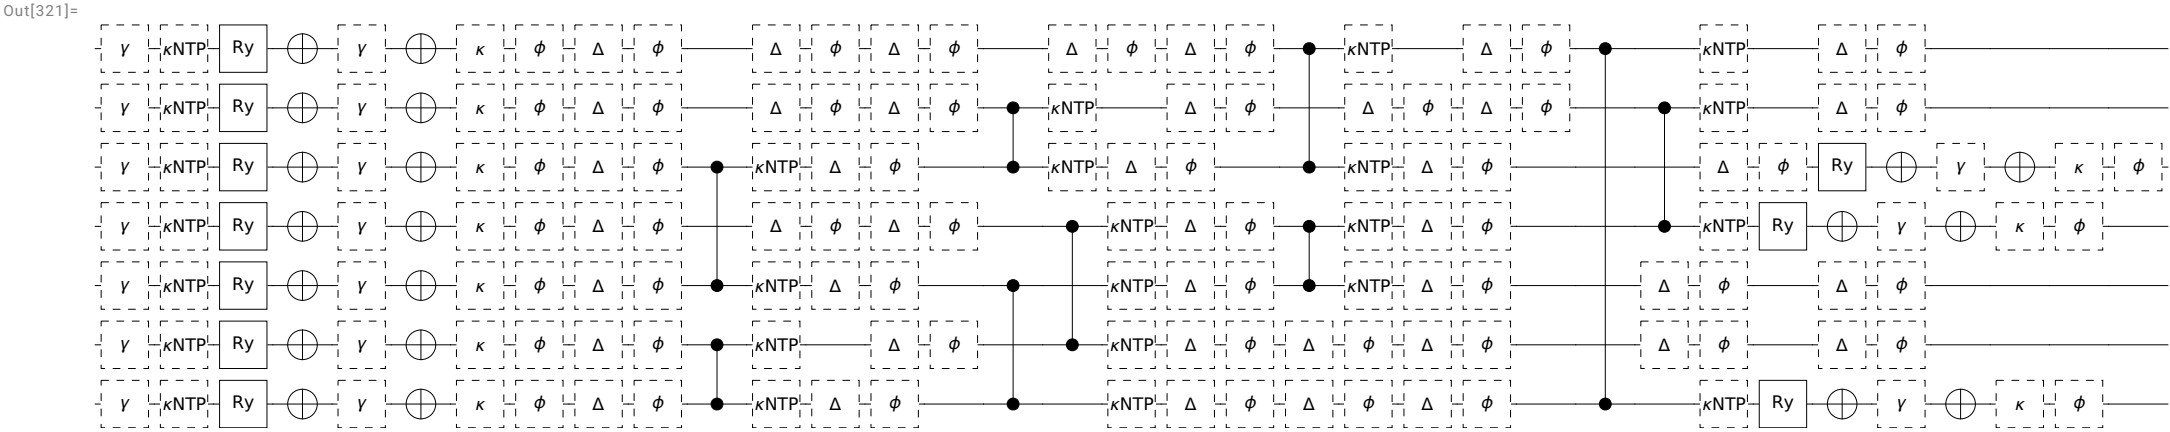 Out[321]=
γ κNTP Ry γ κ ϕ Δ ϕ Δ ϕ Δ ϕ Δ ϕ Δ ϕ κNTP Δ ϕ κNTP Δ ϕ
γ κNTP Ry γ κ ϕ Δ ϕ Δ ϕ Δ ϕ κNTP Δ ϕ Δ ϕ Δ ϕ κNTP Δ ϕ
γ κNTP Ry γ κ ϕ Δ ϕ κNTP Δ ϕ κNTP Δ ϕ κNTP Δ ϕ Δ ϕ Ry γ κ ϕ
γ κNTP Ry γ κ ϕ Δ ϕ Δ ϕ Δ ϕ κNTP Δ ϕ κNTP Δ ϕ κNTP Ry γ κ ϕ
γ κNTP Ry γ κ ϕ Δ ϕ κNTP Δ ϕ κNTP Δ ϕ κNTP Δ ϕ Δ ϕ Δ ϕ
γ κNTP Ry γ κ ϕ Δ ϕ κNTP Δ ϕ κNTP Δ ϕ Δ ϕ Δ ϕ Δ ϕ Δ ϕ
γ κNTP Ry γ κ ϕ Δ ϕ κNTP Δ ϕ κNTP Δ ϕ Δ ϕ Δ ϕ κNTP Ry γ κ ϕ